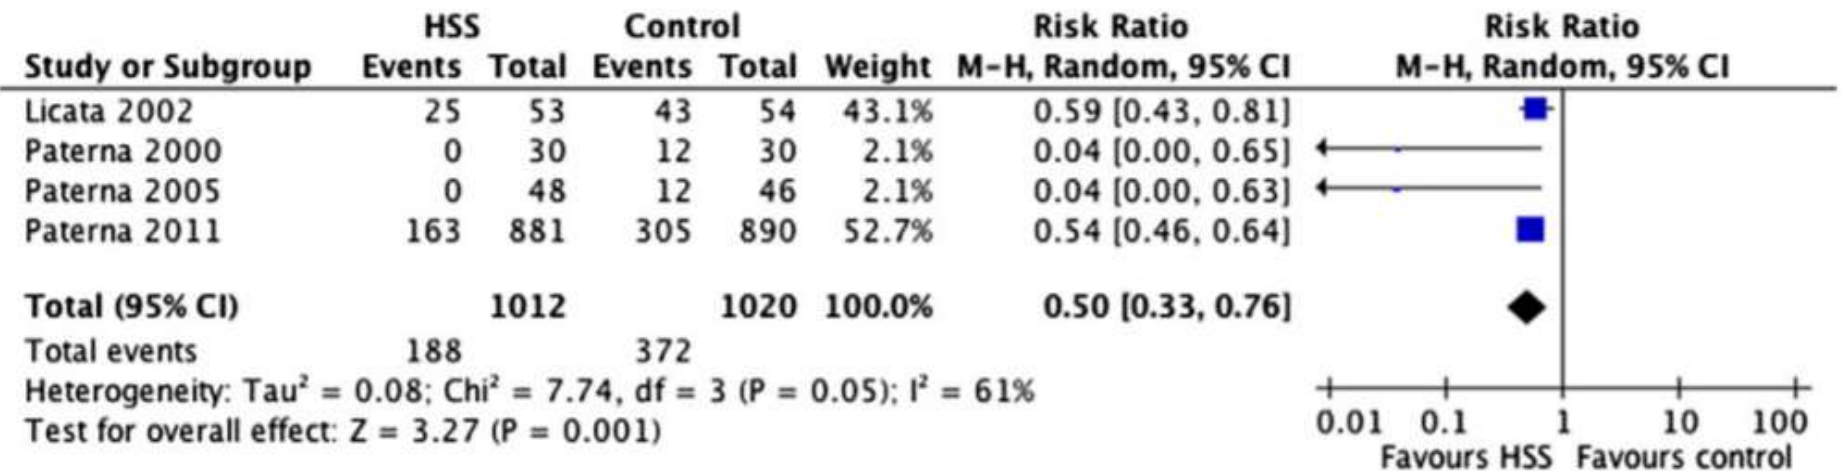 HSS Control Risk Ratio Risk Ratio
Study or Subgroup Events Total Events Total Weight M-H, Random, 95% CI M-H, Random, 95% CI
Licata 2002 25 53 43 54 43.1% 0.59 [0.43, 0.81]
Paterna 2000 0 30 12 30 2.1% 0.04 [0.00, 0.65]
Paterna 2005 0 48 12 46 2.1% 0.04 [0.00, 0.63]
Paterna 2011 163 881 305 890 52.7% 0.54 [0.46, 0.64]
Total (95% CI) 1012 1020 100.0% 0.50 [0.33, 0.76]
Total events 188 372
Heterogeneity: Tau² = 0.08; Chi² = 7.74, df = 3 (P = 0.05); I² = 61%
Test for overall effect: Z = 3.27 (P = 0.001)
0.01 0.1 1 10 100
Favours HSS Favours control